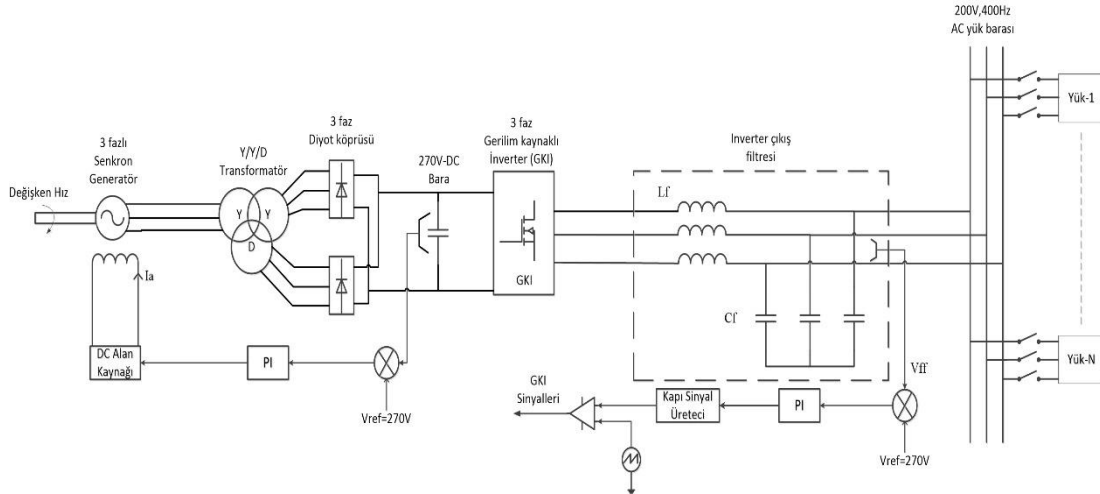 200V,400Hz
AC yük barası
Yük-1
3 faz
Diyot köprüsü
3 faz
Gerilim kaynaklı
İnverter (GKI)
Inverter çıkış
filtresi
3 fazlı
Senkron
Generatör
Y/Y/D
Transformatör
270V-DC
Bara
Değişken Hız
Lf
Y
Y
D
GKI
Ia
Cf
Vff
Yük-N
DC Alan
Kaynağı
PI
Vref=270V
GKI
Sinyalleri
Kapı Sinyal
Üreteci
PI
Vref=270V